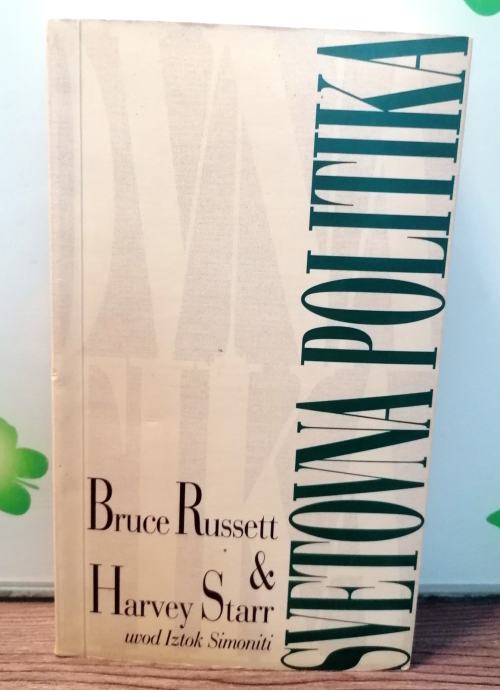 SVETOVNA POLITIKA
Bruce Russett
&
Harvey Starr
uvod Iztok Simoniti